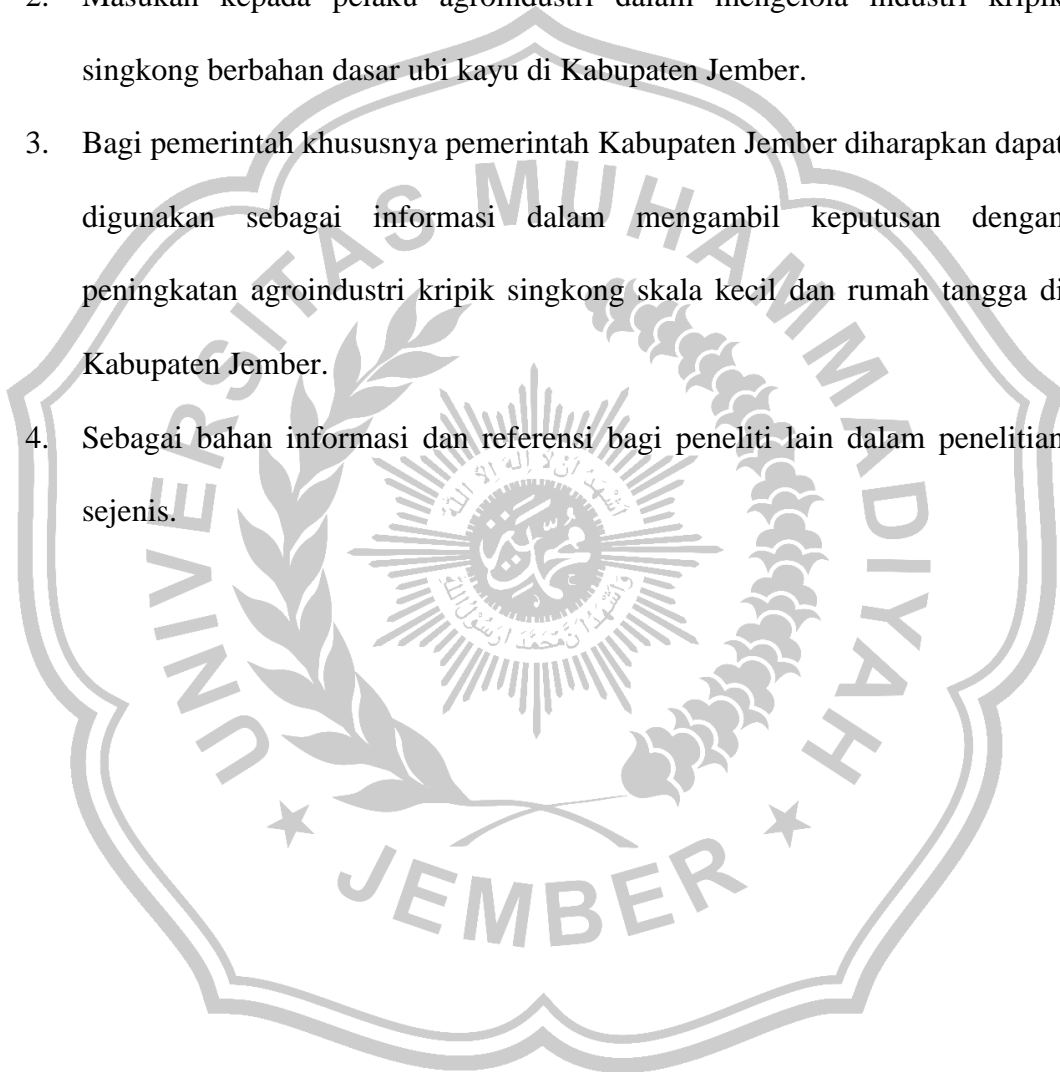 2. Masukan kepada pelaku agroindustri dalam mengelola industri kripik
singkong berbahan dasar ubi kayu di Kabupaten Jember.
3. Bagi pemerintah khususnya pemerintah Kabupaten Jember diharapkan dapat
digunakan sebagai informasi dalam mengambil keputusan dengan
peningkatan agroindustri kripik singkong skala kecil dan rumah tangga di
Kabupaten Jember.
4. Sebagai bahan informasi dan referensi bagi peneliti lain dalam penelitian
sejenis.
UNIVERSITAS MUHAMMADIYAH
JEMBER